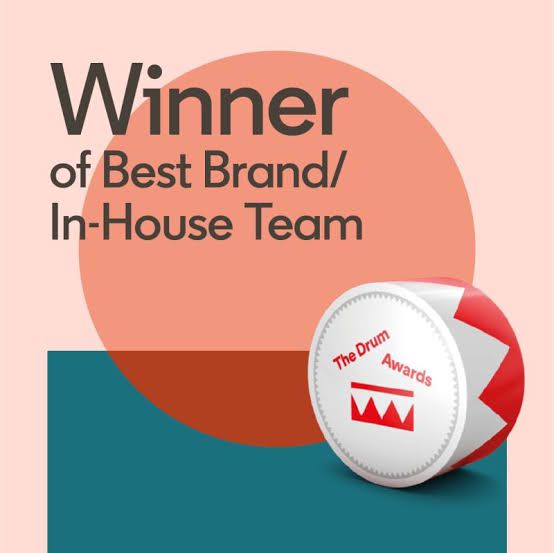 Winner
of Best Brand/
In-House Team
The Drum
Awards